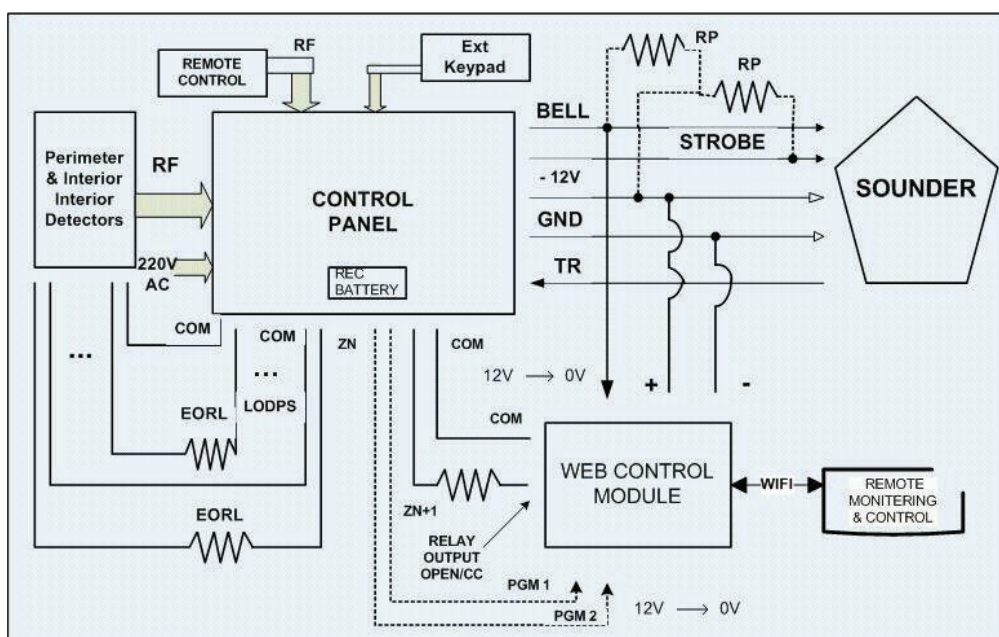 RP
RF
Ext
Keypad
REMOTE
CONTROL
RP
BELL
STROBE
Perimeter
& Interior
Interior
Detectors
RF
- 12V
CONTROL
PANEL
SOUNDER
GND
220V
AC
REC
BATTERY
TR
COM
COM
ZN
COM
...
...
12V → 0V
+
-
LODPS
COM
EORL
WEB CONTROL
MODULE
WIFI
REMOTE
MONITERING
& CONTROL
ZN+1
EORL
RELAY
OUTPUT
OPEN/CC
PGM 1
PGM 2
12V → 0V